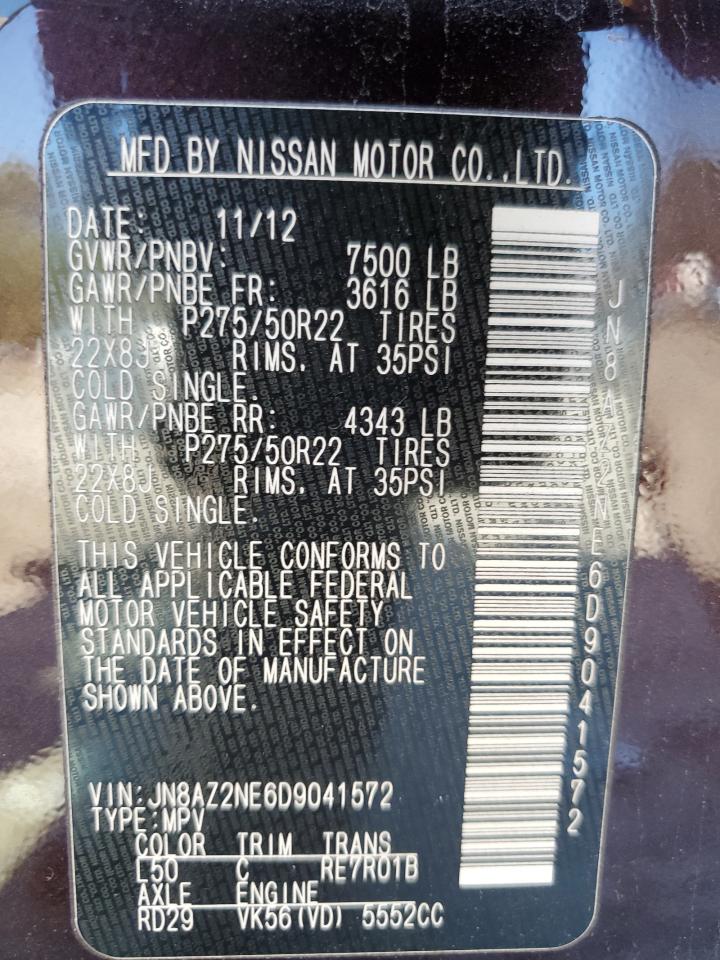 MFD BY NISSAN MOTOR CO.,LTD.
DATE: 11/12
GVWR/PNBV: 7500 LB
GAWR/PNBE FR: 3616 LB
WITH P275/50R22 TIRES
22X8J RIMS. AT 35PSI
COLD SINGLE.
GAWR/PNBE RR: 4343 LB
WITH P275/50R22 TIRES
22X8J RIMS. AT 35PSI
COLD SINGLE.
THIS VEHICLE CONFORMS TO
ALL APPLICABLE FEDERAL
MOTOR VEHICLE SAFETY
STANDARDS IN EFFECT ON
THE DATE OF MANUFACTURE
SHOWN ABOVE.
VIN:JN8AZ2NE6D9041572
TYPE:MPV
COLOR TRIM TRANS
L50 C RE7R01B
AXLE ENGINE
RD29 VK56(VD) 5552CC
JN8AZ2NE6D9041572